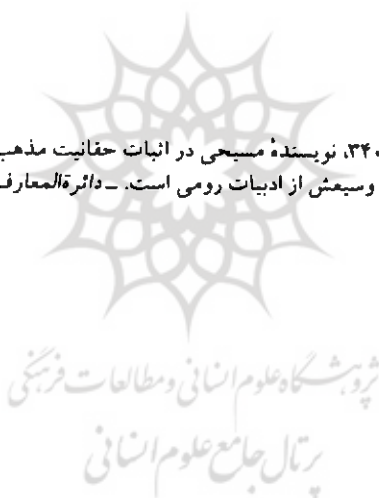 ۳۴۰، نویسندهٔ مسیحی در اثبات حقانیت مذهب
وسیعش از ادبیات رومی است. ــ دائرةالمعارف
پژوهشگاه علوم انسانی و مطالعات فرهنگی
پرتال جامع علوم انسانی